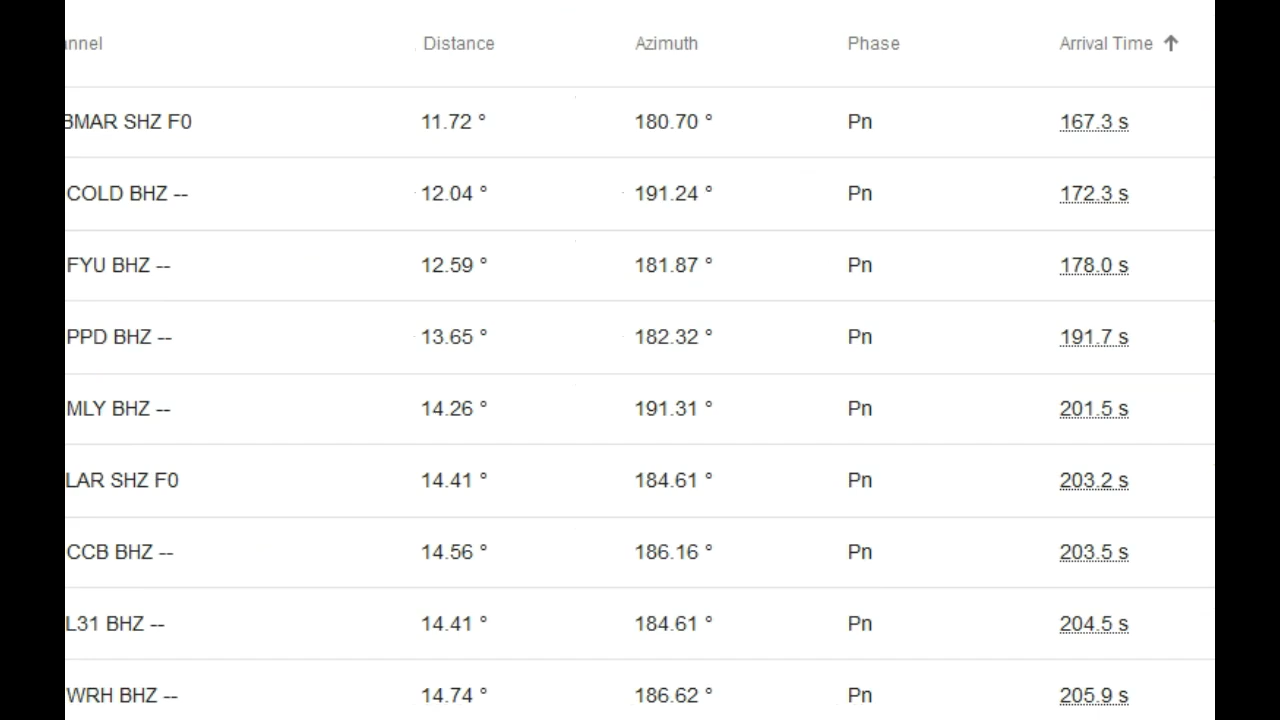 annel Distance Azimuth Phase Arrival Time ↑
BMAR SHZ F0 11.72 ° 180.70 ° Pn 167.3 s
COLD BHZ -- 12.04 ° 191.24 ° Pn 172.3 s
FYU BHZ -- 12.59 ° 181.87 ° Pn 178.0 s
PPD BHZ -- 13.65 ° 182.32 ° Pn 191.7 s
MLY BHZ -- 14.26 ° 191.31 ° Pn 201.5 s
LAR SHZ F0 14.41 ° 184.61 ° Pn 203.2 s
CCB BHZ -- 14.56 ° 186.16 ° Pn 203.5 s
L31 BHZ -- 14.41 ° 184.61 ° Pn 204.5 s
WRH BHZ -- 14.74 ° 186.62 ° Pn 205.9 s